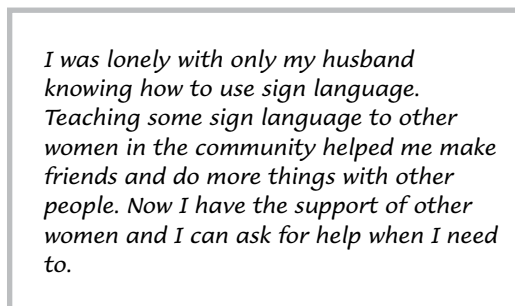 I was lonely with only my husband
knowing how to use sign language.
Teaching some sign language to other
women in the community helped me make
friends and do more things with other
people. Now I have the support of other
women and I can ask for help when I need
to.